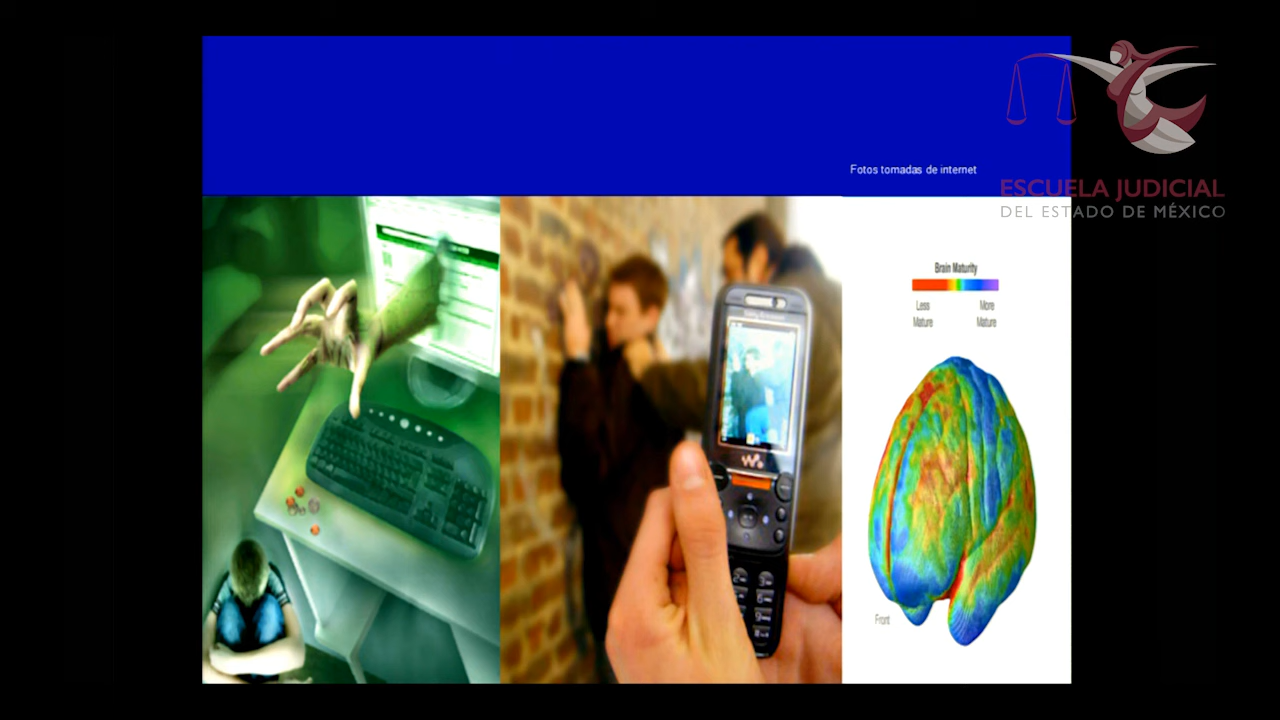 Fotos tomadas de internet
ESCUELA JUDICIAL
DEL ESTADO DE MÉXICO
Brain Maturity
Less
Mature
More
Mature
Front